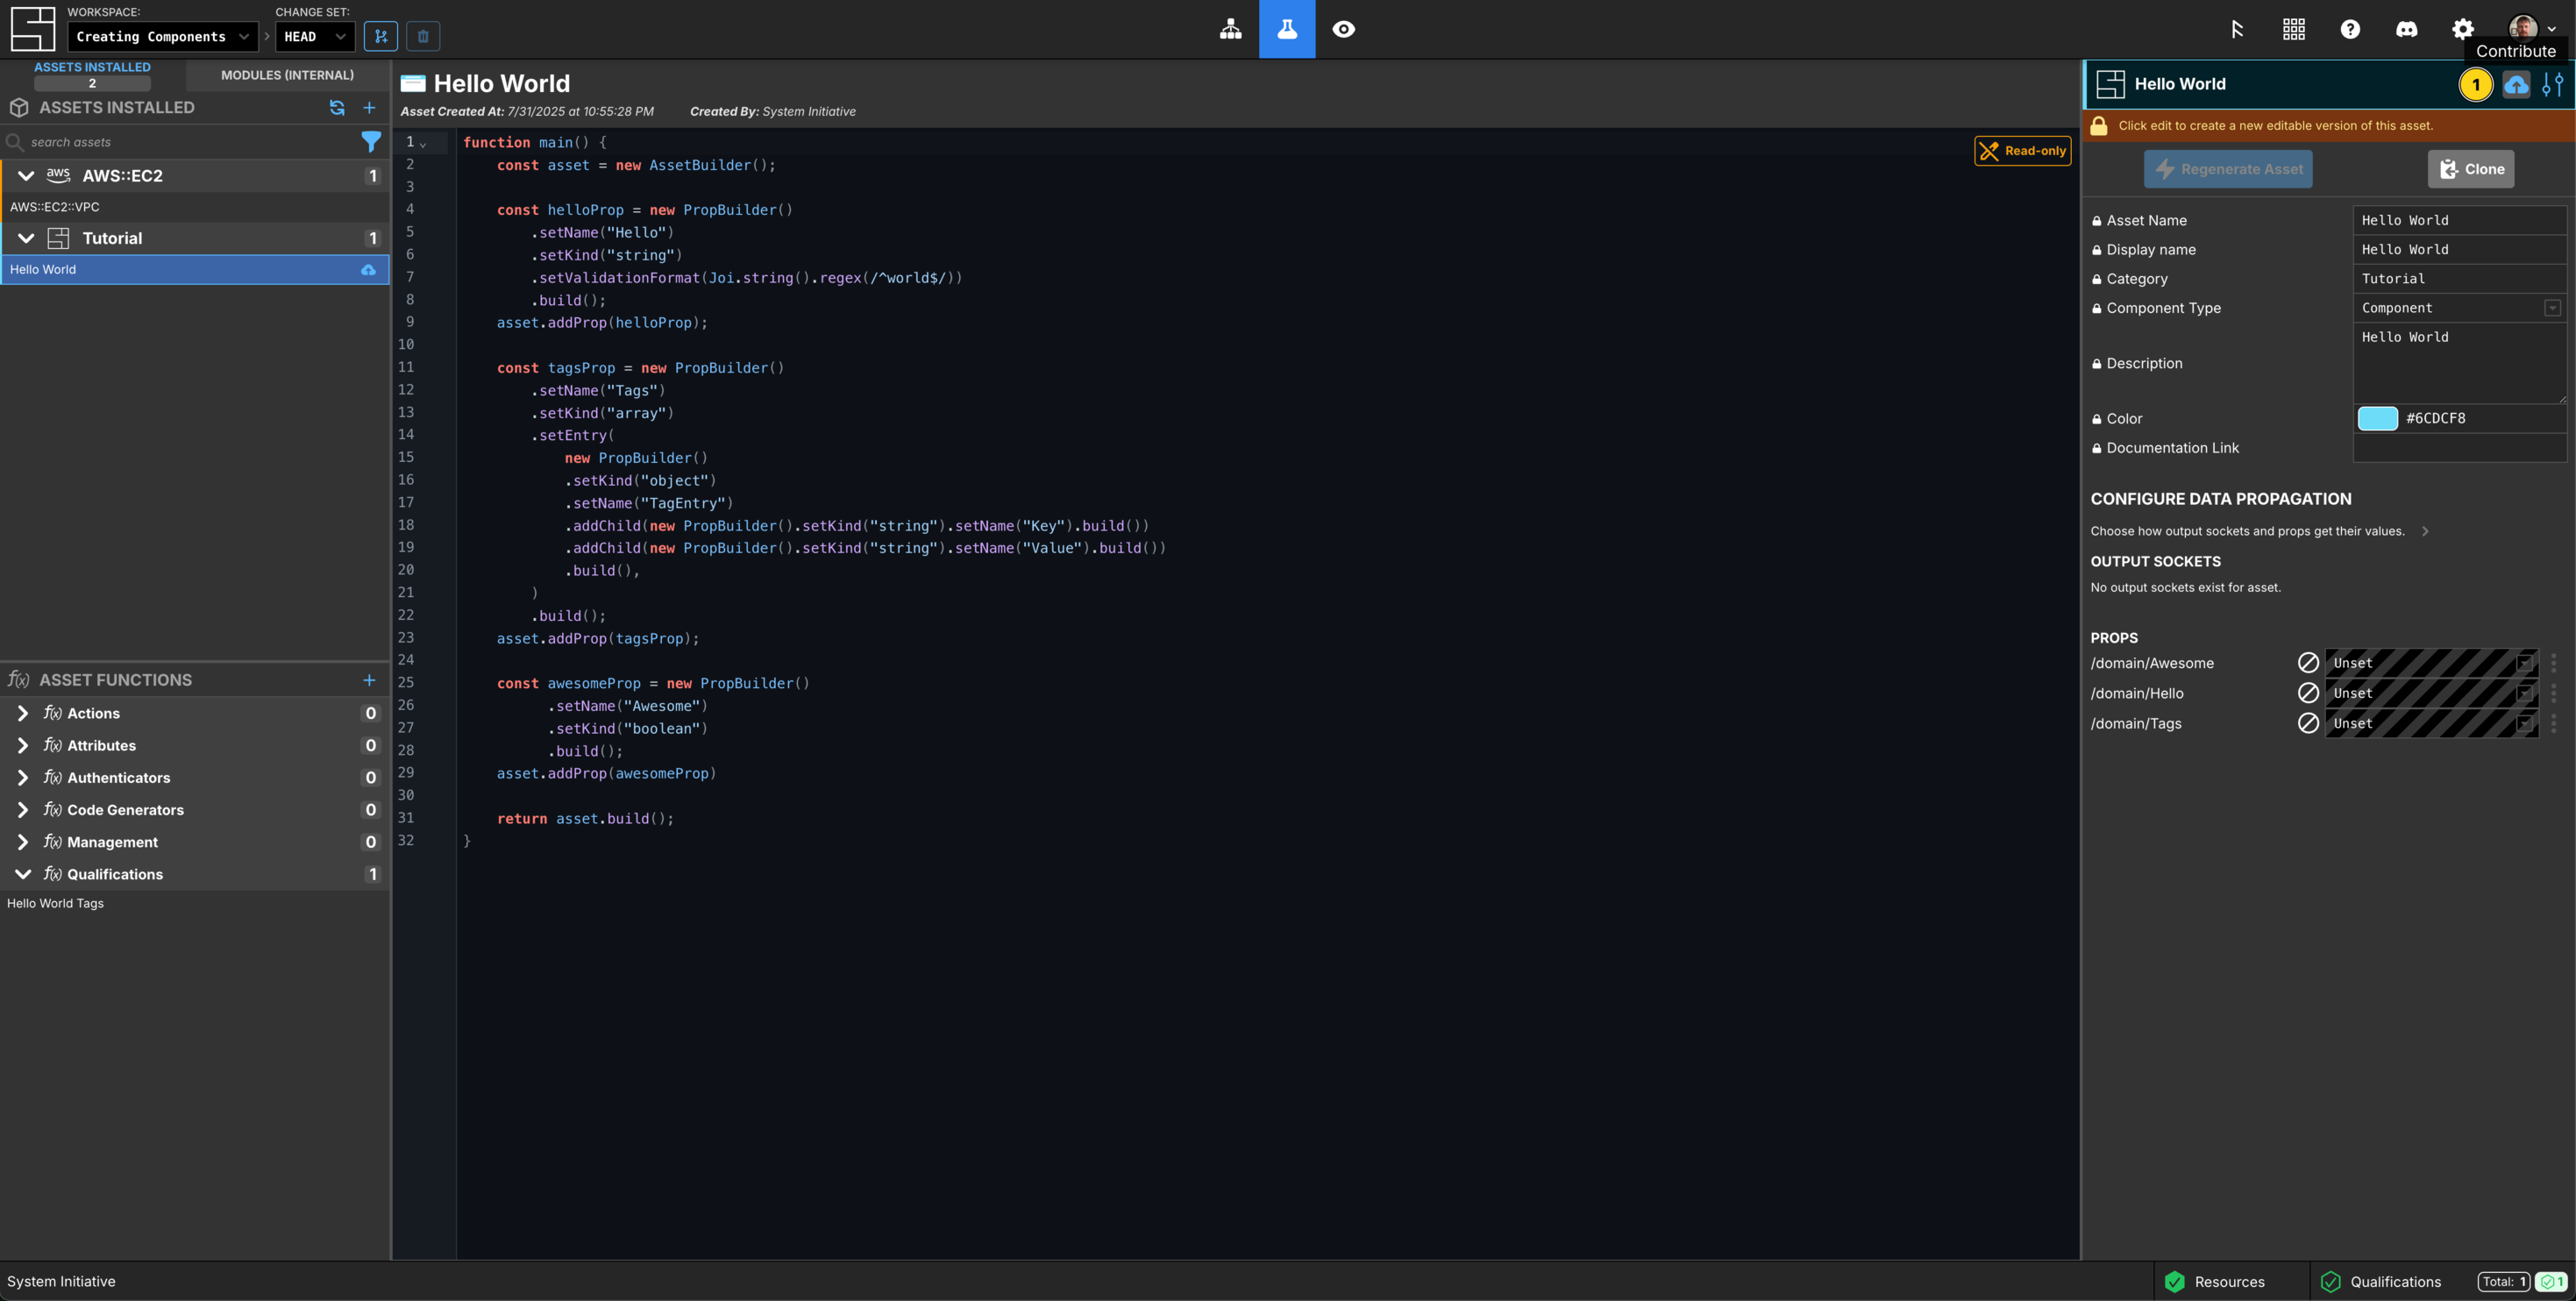 WORKSPACE:
Creating Components
CHANGE SET:
HEAD
Contribute
ASSETS INSTALLED
2
MODULES (INTERNAL)
ASSETS INSTALLED
search assets
aws AWS::EC2 1
AWS::EC2::VPC
Tutorial 1
Hello World
ASSET FUNCTIONS
f(x) Actions 0
f(x) Attributes 0
f(x) Authenticators 0
f(x) Code Generators 0
f(x) Management 0
f(x) Qualifications 1
Hello World Tags
Hello World
Asset Created At: 7/31/2025 at 10:55:28 PM Created By: System Initiative
Read-only
1 function main() {
2 const asset = new AssetBuilder();
3
4 const helloProp = new PropBuilder()
5 .setName("Hello")
6 .setKind("string")
7 .setValidationFormat(Joi.string().regex(/^world$/))
8 .build();
9 asset.addProp(helloProp);
10
11 const tagsProp = new PropBuilder()
12 .setName("Tags")
13 .setKind("array")
14 .setEntry(
15 new PropBuilder()
16 .setKind("object")
17 .setName("TagEntry")
18 .addChild(new PropBuilder().setKind("string").setName("Key").build())
19 .addChild(new PropBuilder().setKind("string").setName("Value").build())
20 .build(),
21 )
22 .build();
23 asset.addProp(tagsProp);
24
25 const awesomeProp = new PropBuilder()
26 .setName("Awesome")
27 .setKind("boolean")
28 .build();
29 asset.addProp(awesomeProp)
30
31 return asset.build();
32 }
Hello World 1
Click edit to create a new editable version of this asset.
Regenerate Asset Clone
Asset Name Hello World
Display name Hello World
Category Tutorial
Component Type Component
Description Hello World
Color #6CDCF8
Documentation Link
CONFIGURE DATA PROPAGATION
Choose how output sockets and props get their values.
OUTPUT SOCKETS
No output sockets exist for asset.
PROPS
/domain/Awesome Unset
/domain/Hello Unset
/domain/Tags Unset
System Initiative
Resources Qualifications Total: 1 1